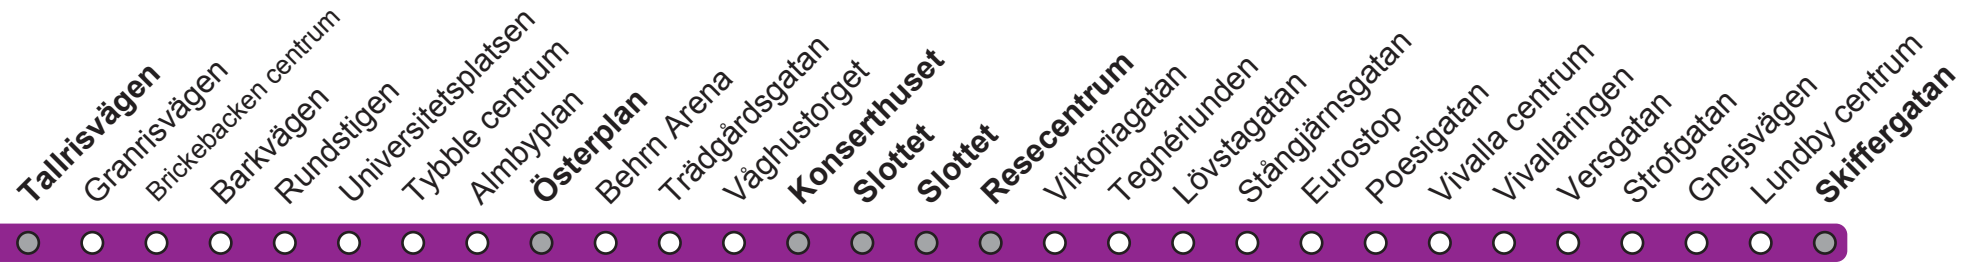 Tallrisvägen
Granrisvägen
Brickebacken centrum
Barkvägen
Rundstigen
Universitetsplatsen
Tybble centrum
Almbyplan
Österplan
Behrn Arena
Trädgårdsgatan
Våghustorget
Konserthuset
Slottet
Slottet
Resecentrum
Viktoriagatan
Tegnérlunden
Lövstagatan
Stångjärnsgatan
Eurostop
Poesigatan
Vivalla centrum
Vivallaringen
Versgatan
Strofgatan
Gnejsvägen
Lundby centrum
Skiffergatan